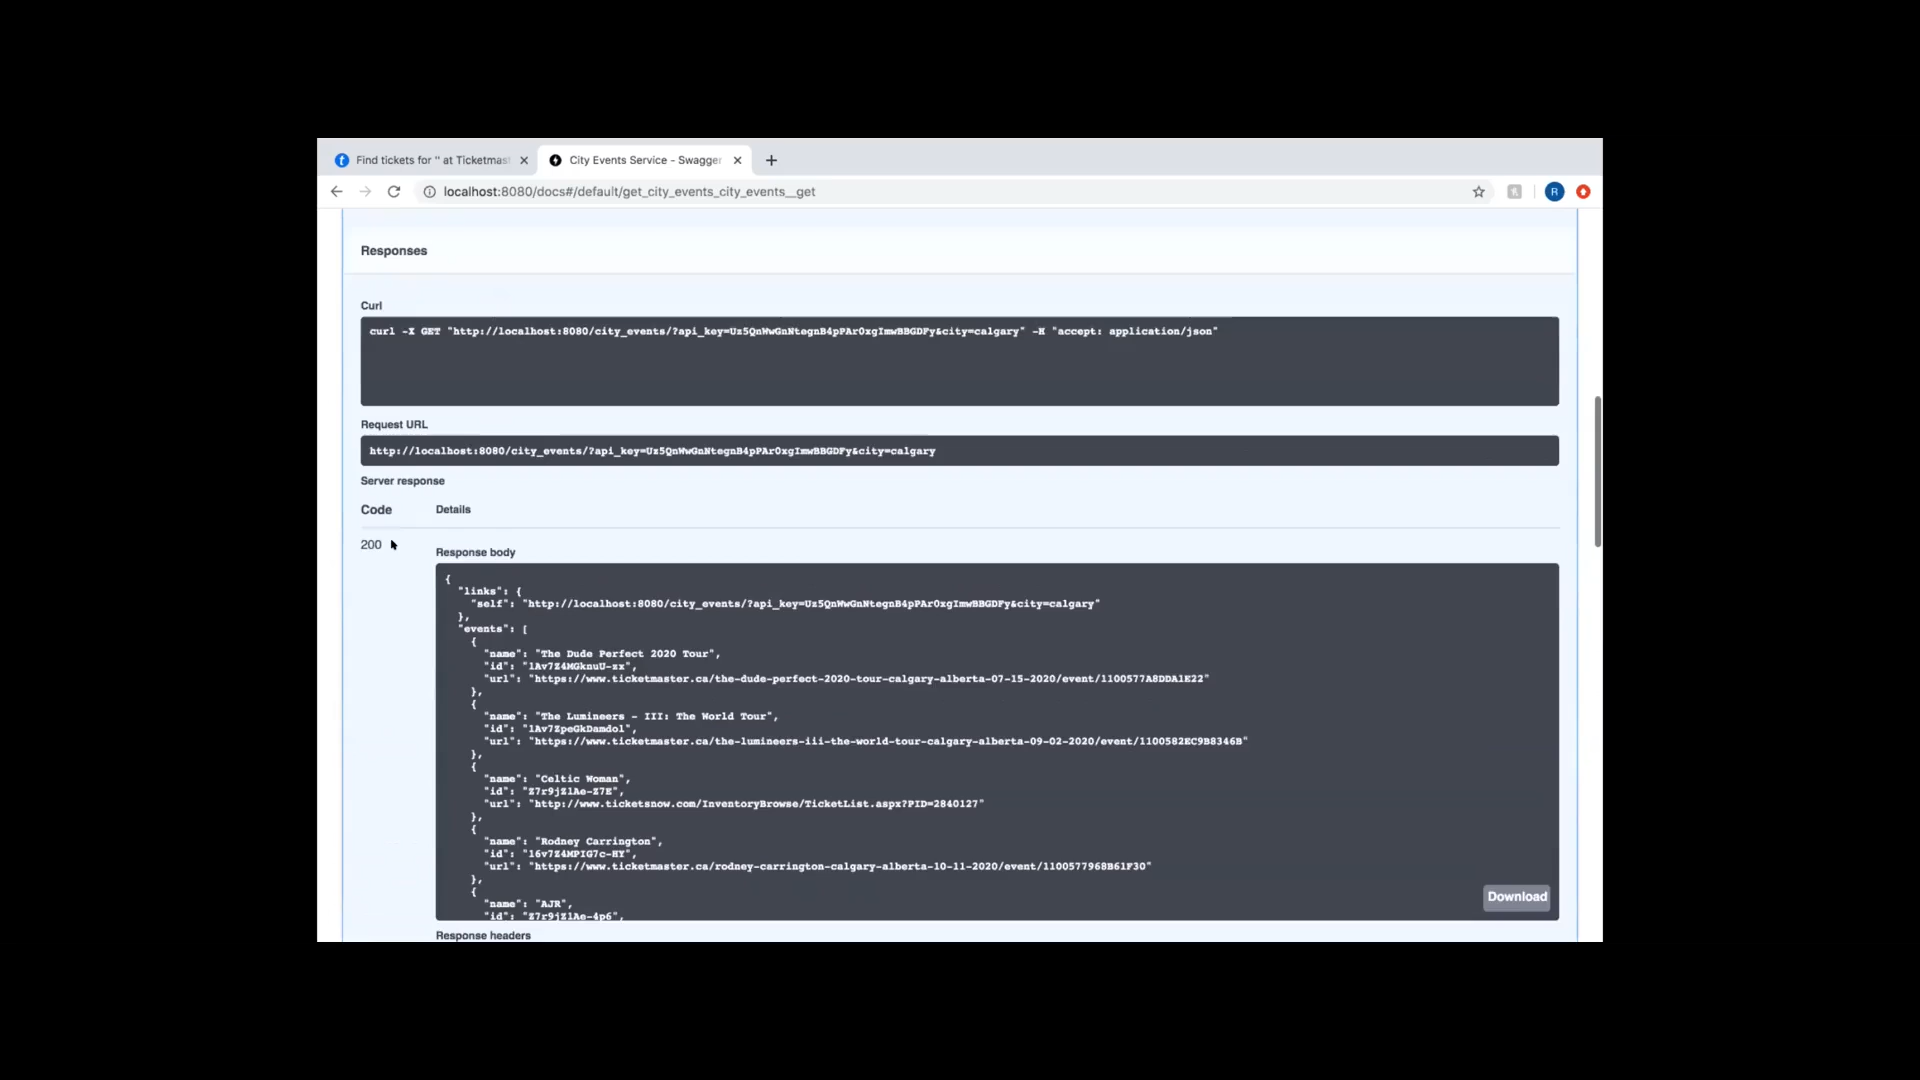 Find tickets for '' at Ticketmas
City Events Service - Swagger
localhost:8080/docs#/default/get_city_events_city_events__get
R
Responses
Curl
curl -X GET "http://localhost:8080/city_events/?api_key=Uz5QnWwGnNtegnB4pPAr0xgImwBBGDFy&city=calgary" -H "accept: application/json"
Request URL
http://localhost:8080/city_events/?api_key=Uz5QnWwGnNtegnB4pPAr0xgImwBBGDFy&city=calgary
Server response
Code Details
200
Response body
{
"links": {
"self": "http://localhost:8080/city_events/?api_key=Uz5QnWwGnNtegnB4pPAr0xgImwBBGDFy&city=calgary"
},
"events": [
{
"name": "The Dude Perfect 2020 Tour",
"id": "1Av7Z4MGknuU-zx",
"url": "https://www.ticketmaster.ca/the-dude-perfect-2020-tour-calgary-alberta-07-15-2020/event/1100577A8DDA1E22"
},
{
"name": "The Lumineers - III: The World Tour",
"id": "1Av7ZpeGkDamdol",
"url": "https://www.ticketmaster.ca/the-lumineers-iii-the-world-tour-calgary-alberta-09-02-2020/event/1100582EC9B8346B"
},
{
"name": "Celtic Woman",
"id": "Z7r9jZ1Ae-Z7E",
"url": "http://www.ticketsnow.com/InventoryBrowse/TicketList.aspx?PID=2840127"
},
{
"name": "Rodney Carrington",
"id": "16v7Z4MPIG7c-HY",
"url": "https://www.ticketmaster.ca/rodney-carrington-calgary-alberta-10-11-2020/event/1100577968B61F30"
},
{
"name": "AJR",
"id": "Z7r9jZ1Ae-4p6",
Download
Response headers